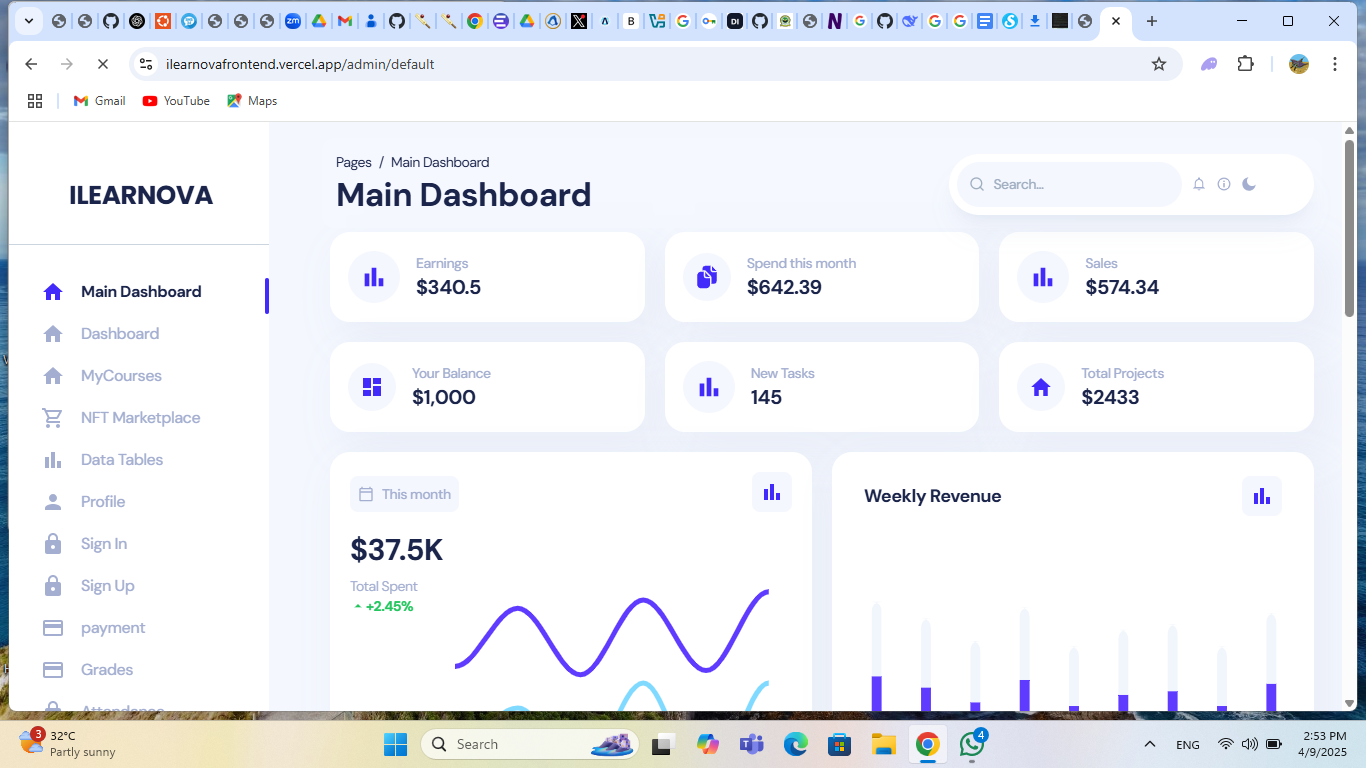 zm
DI
B
G
X
N
G
G
G
ilearnovafrontend.vercel.app/admin/default
Gmail
YouTube
Maps
ILEARNOVA
Main Dashboard
Dashboard
MyCourses
NFT Marketplace
Data Tables
Profile
Sign In
Sign Up
payment
Grades
Attendance
Pages / Main Dashboard
Main Dashboard
Search...
Earnings
$340.5
Spend this month
$642.39
Sales
$574.34
Your Balance
$1,000
New Tasks
145
Total Projects
$2433
This month
$37.5K
Total Spent
+2.45%
Weekly Revenue
3
32°C
Partly sunny
Search
4
ENG
2:53 PM
4/9/2025